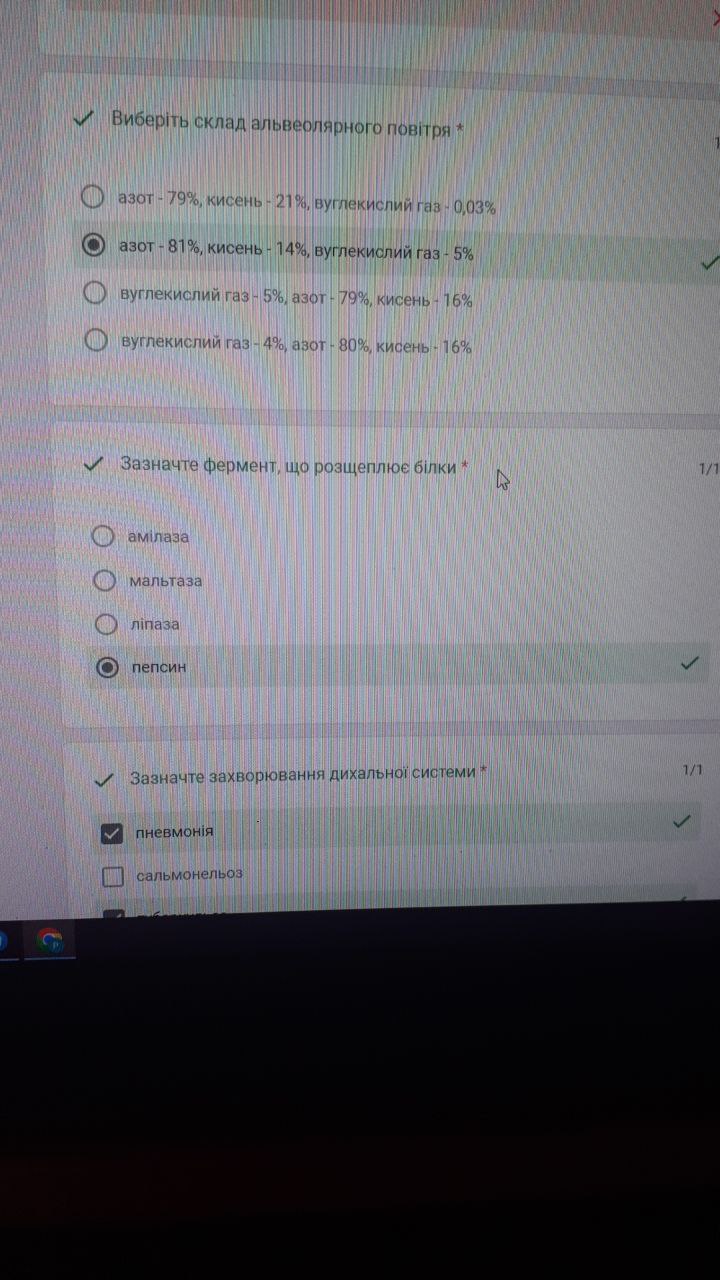 Виберіть склад альвеолярного повітря *
азот - 79%, кисень - 21%, вуглекислий газ - 0,03%
азот - 81%, кисень - 14%, вуглекислий газ - 5%
вуглекислий газ - 5%, азот - 79%, кисень - 16%
вуглекислий газ - 4%, азот - 80%, кисень - 16%
Зазначте фермент, що розщеплює білки *
1/1
амілаза
мальтаза
ліпаза
пепсин
Зазначте захворювання дихальної системи *
1/1
пневмонія
сальмонельоз